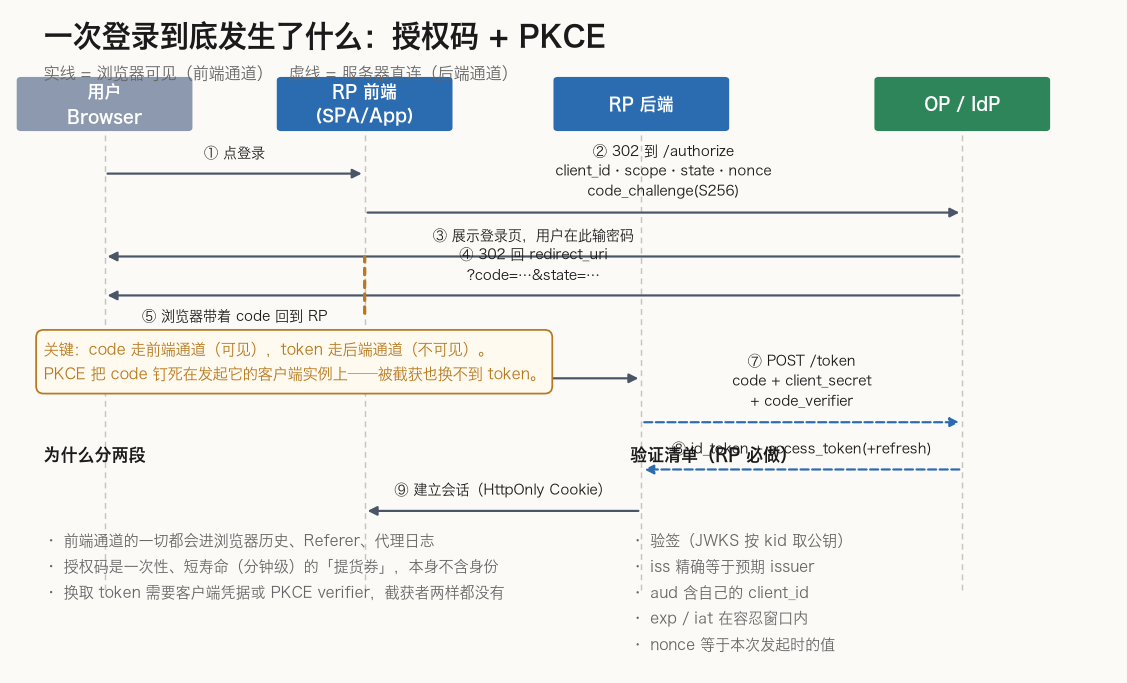 一次登录到底发生了什么：授权码 + PKCE
实线 = 浏览器可见（前端通道） 虚线 = 服务器直连（后端通道）
用户
Browser
RP 前端
(SPA/App)
RP 后端
OP / IdP
① 点登录
② 302 到 /authorize
client_id · scope · state · nonce
code_challenge(S256)
③ 展示登录页，用户在此输密码
④ 302 回 redirect_uri
?code=…&state=…
⑤ 浏览器带着 code 回到 RP
关键：code 走前端通道（可见），token 走后端通道（不可见）。
PKCE 把 code 钉死在发起它的客户端实例上——被截获也换不到 token。
⑦ POST /token
code + client_secret
+ code_verifier
⑧ id_token + access_token(+refresh)
⑨ 建立会话（HttpOnly Cookie）
为什么分两段
· 前端通道的一切都会进浏览器历史、Referer、代理日志
· 授权码是一次性、短寿命（分钟级）的「提货券」，本身不含身份
· 换取 token 需要客户端凭据或 PKCE verifier，截获者两样都没有
验证清单（RP 必做）
· 验签（JWKS 按 kid 取公钥）
· iss 精确等于预期 issuer
· aud 含自己的 client_id
· exp / iat 在容忍窗口内
· nonce 等于本次发起时的值